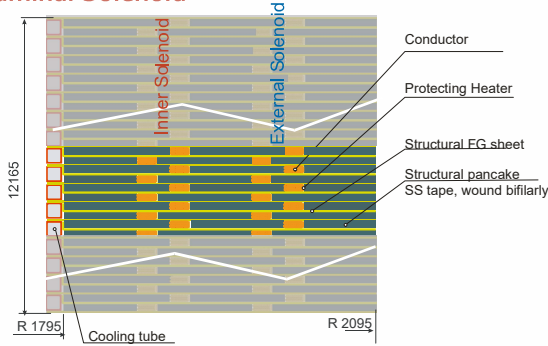 Inner Solenoid
External Solenoid
Conductor
Protecting Heater
Structural FG sheet
Structural pancake
SS tape, wound bifilarly
12165
R 1795
R 2095
Cooling tube